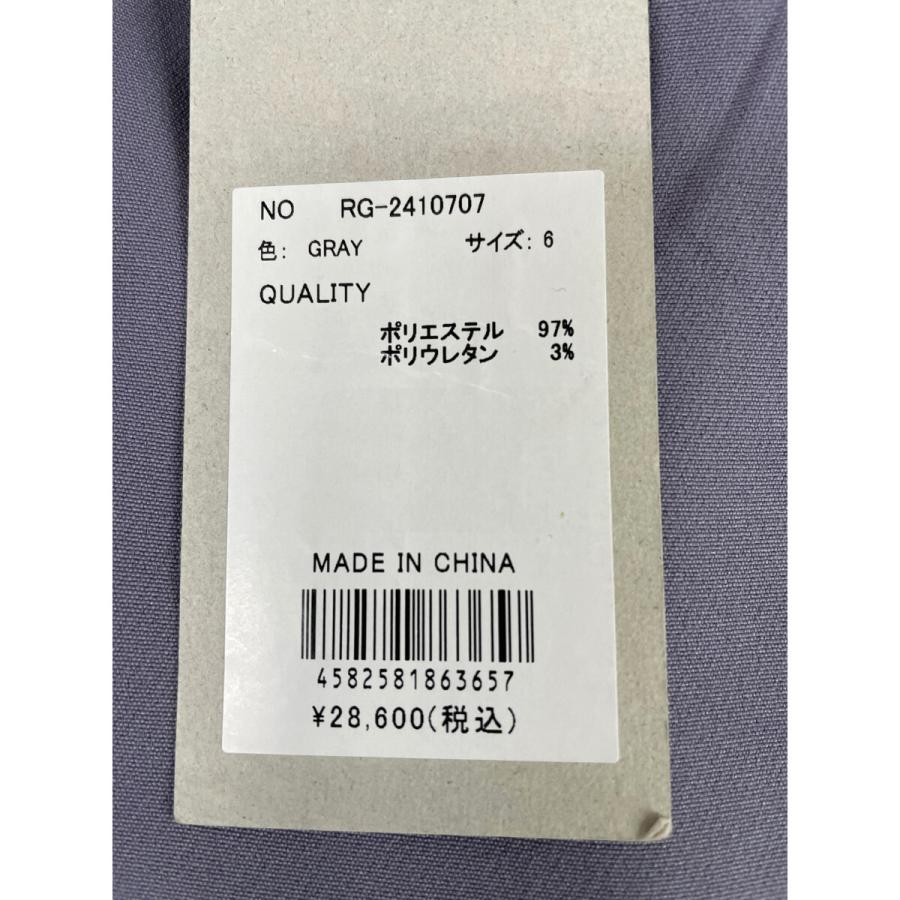 NO RG-2410707
色: GRAY サイズ: 6
QUALITY
ポリエステル 97%
ポリウレタン 3%
MADE IN CHINA
4582581863657
¥28,600(税込)